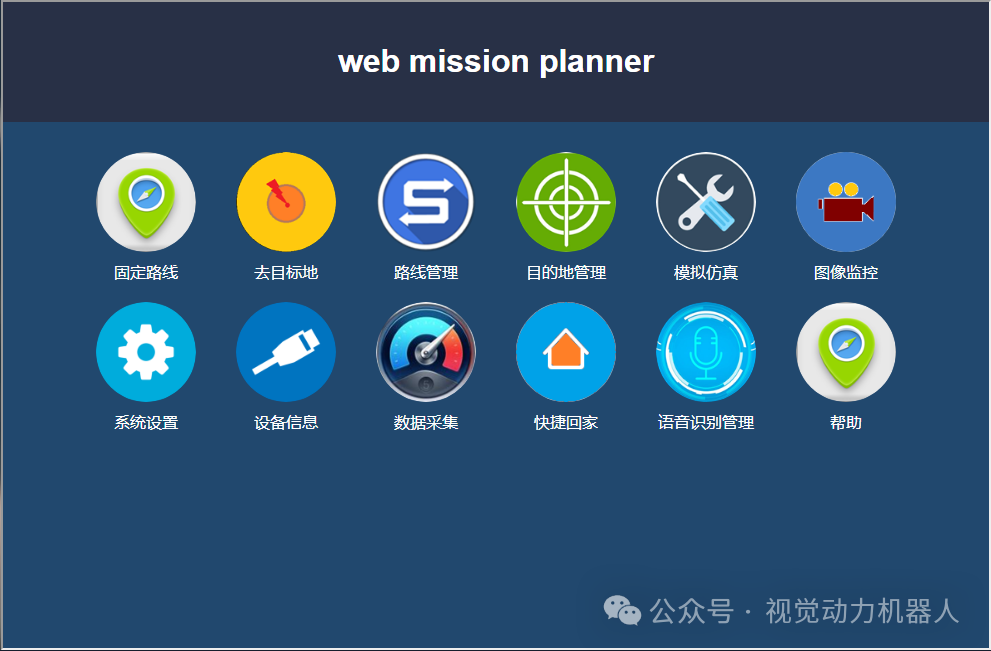 web mission planner
固定路线
去目标地
路线管理
目的地管理
模拟仿真
图像监控
系统设置
设备信息
数据采集
快捷回家
语音识别管理
帮助
公众号 · 视觉动力机器人